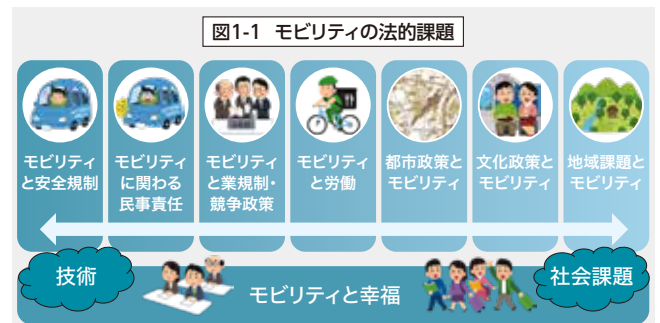 図1-1 モビリティの法的課題
モビリティ
と安全規制
モビリティ
に関わる
民事責任
モビリティ
と業規制・
競争政策
モビリティ
と労働
都市政策と
モビリティ
文化政策と
モビリティ
地域課題と
モビリティ
技術
社会課題
モビリティと幸福